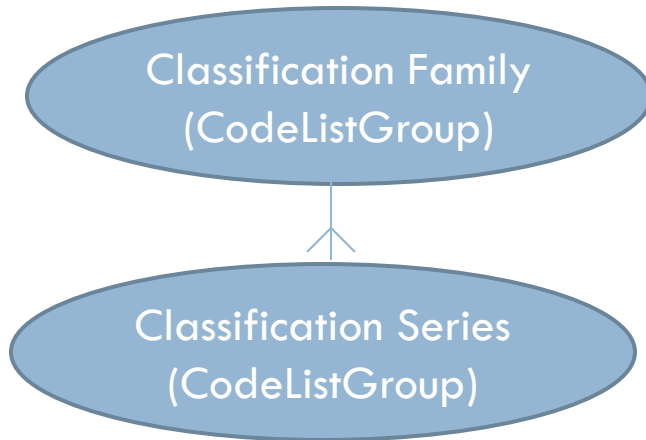 Classification Family
(CodeListGroup)
Classification Series
(CodeListGroup)